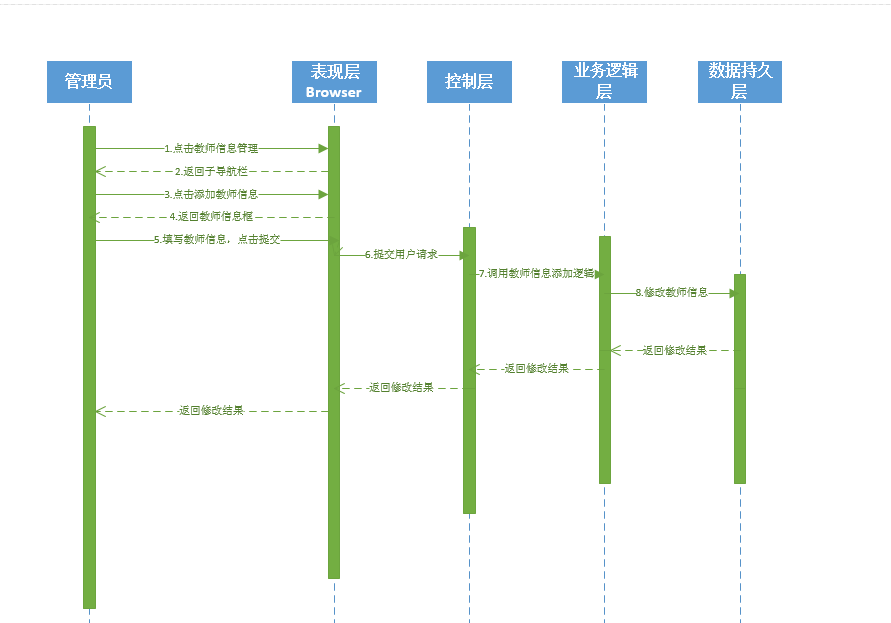 管理员
表现层
Browser
控制层
业务逻辑
层
数据持久
层
1.点击教师信息管理
2.返回子导航栏
3.点击添加教师信息
4.返回教师信息框
5.填写教师信息，点击提交
6.提交用户请求
7.调用教师信息添加逻辑
8.修改教师信息
返回修改结果
返回修改结果
返回修改结果
返回修改结果